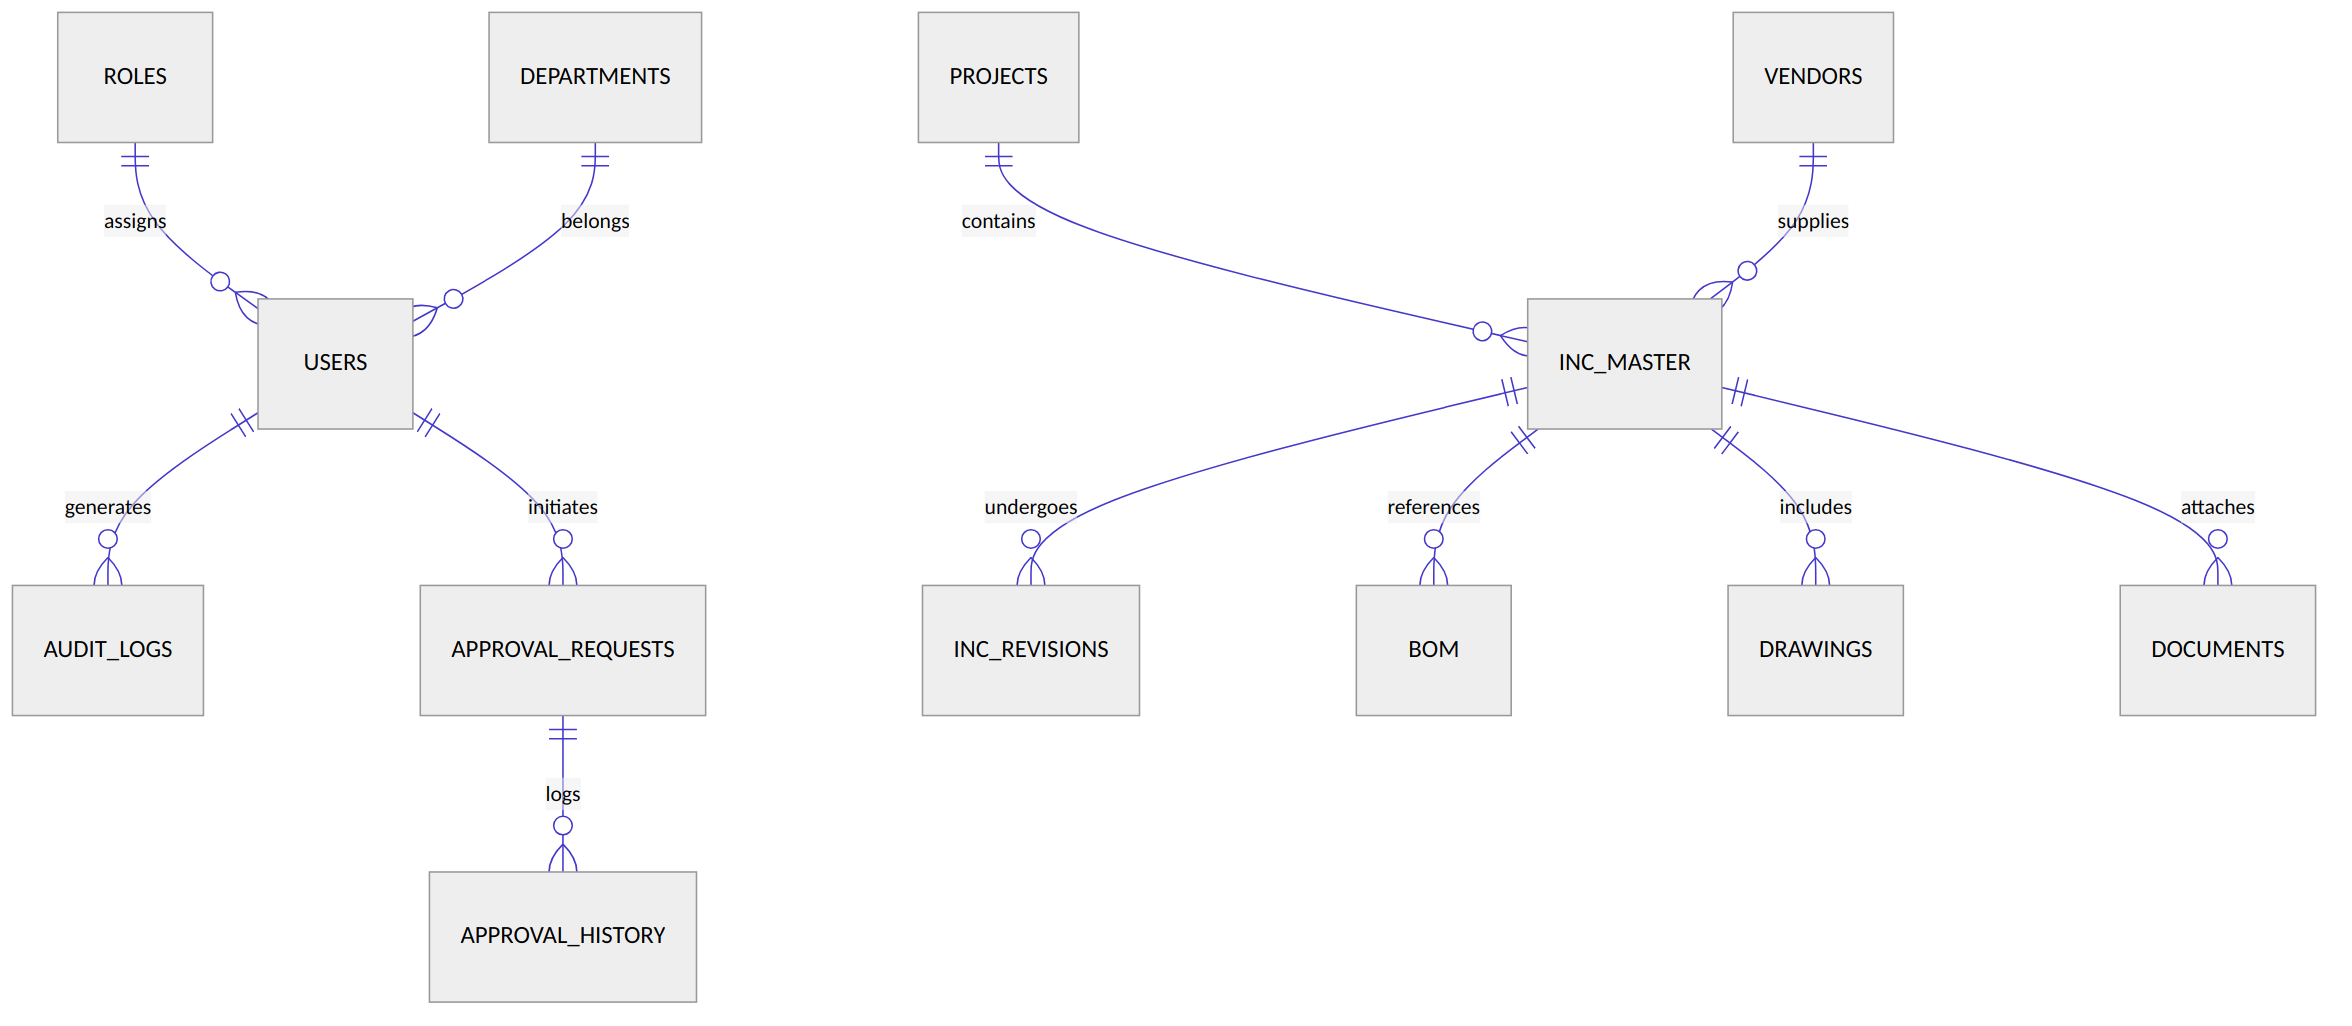 ROLES
DEPARTMENTS
PROJECTS
VENDORS
assigns
belongs
contains
supplies
USERS
INC_MASTER
generates
initiates
undergoes
references
includes
attaches
AUDIT_LOGS
APPROVAL_REQUESTS
INC_REVISIONS
BOM
DRAWINGS
DOCUMENTS
logs
APPROVAL_HISTORY